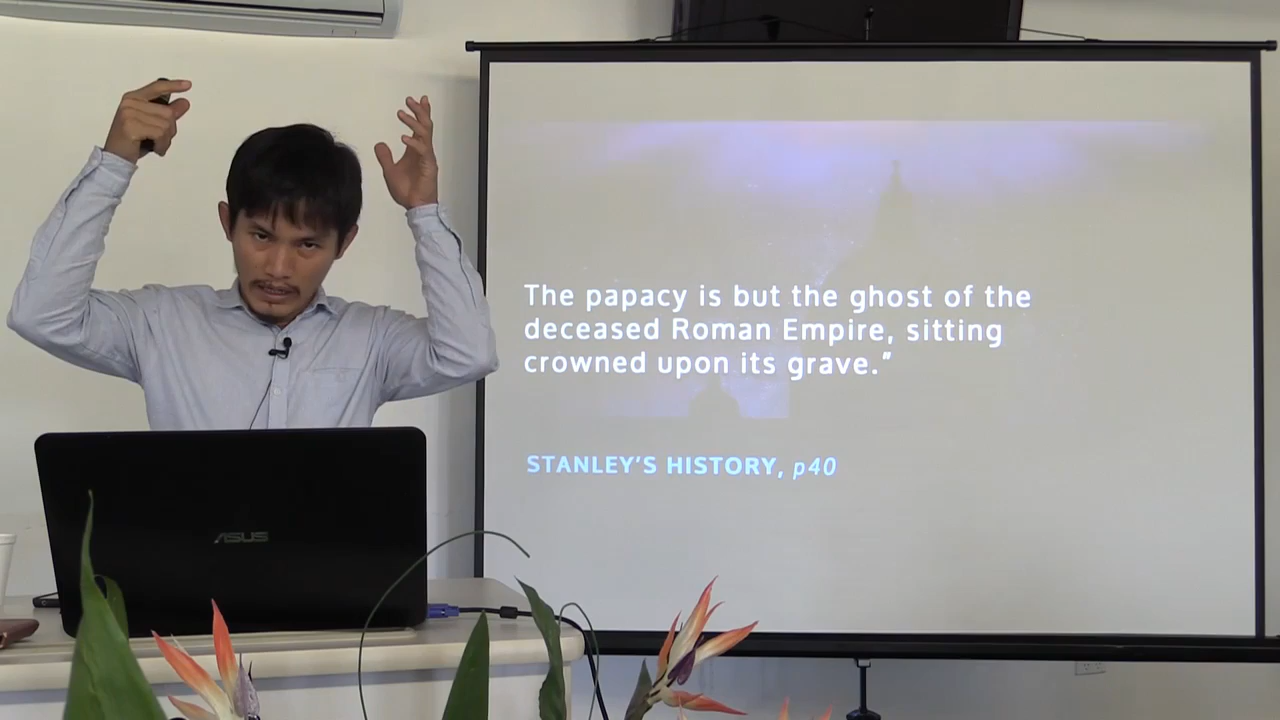 The papacy is but the ghost of the
deceased Roman Empire, sitting
crowned upon its grave.”
STANLEY’S HISTORY, p40
ASUS